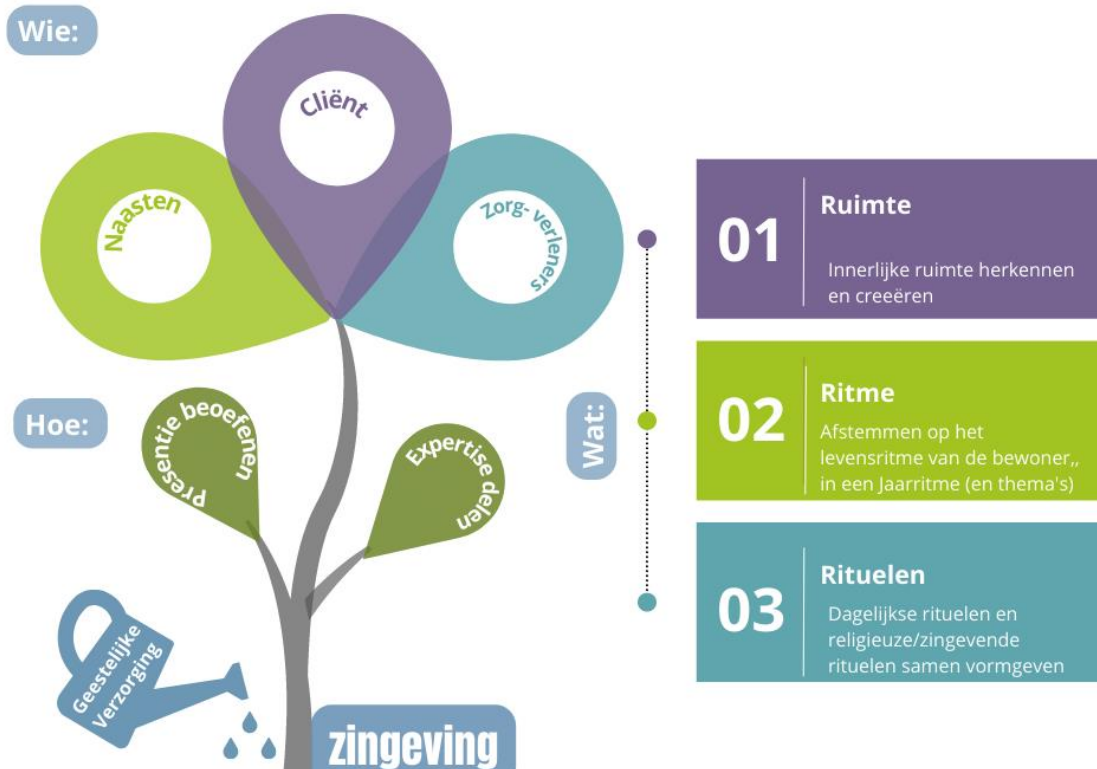 Wie:
Cliënt
Naasten
Zorg- verleners
Hoe:
Presentie beoefenen
Expertise delen
Geestelijke
Verzorging
zingeving
Wat:
01
Ruimte
Innerlijke ruimte herkennen
en creeëren
02
Ritme
Afstemmen op het
levensritme van de bewoner,,
in een Jaarritme (en thema's)
03
Rituelen
Dagelijkse rituelen en
religieuze/zingevende
rituelen samen vormgeven